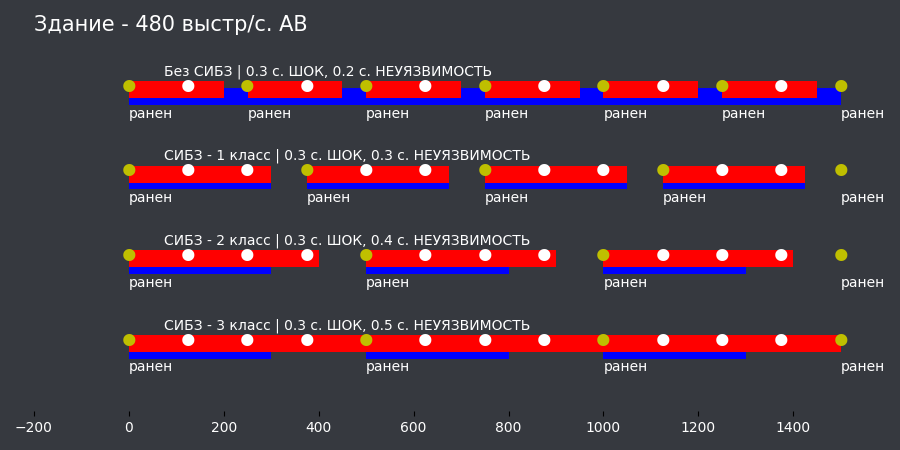 Здание - 480 выстр/с. АВ
Без СИБЗ | 0.3 с. ШОК, 0.2 с. НЕУЯЗВИМОСТЬ
ранен ранен ранен ранен ранен ранен ранен
СИБЗ - 1 класс | 0.3 с. ШОК, 0.3 с. НЕУЯЗВИМОСТЬ
ранен ранен ранен ранен ранен
СИБЗ - 2 класс | 0.3 с. ШОК, 0.4 с. НЕУЯЗВИМОСТЬ
ранен ранен ранен ранен
СИБЗ - 3 класс | 0.3 с. ШОК, 0.5 с. НЕУЯЗВИМОСТЬ
ранен ранен ранен ранен
−200 0 200 400 600 800 1000 1200 1400